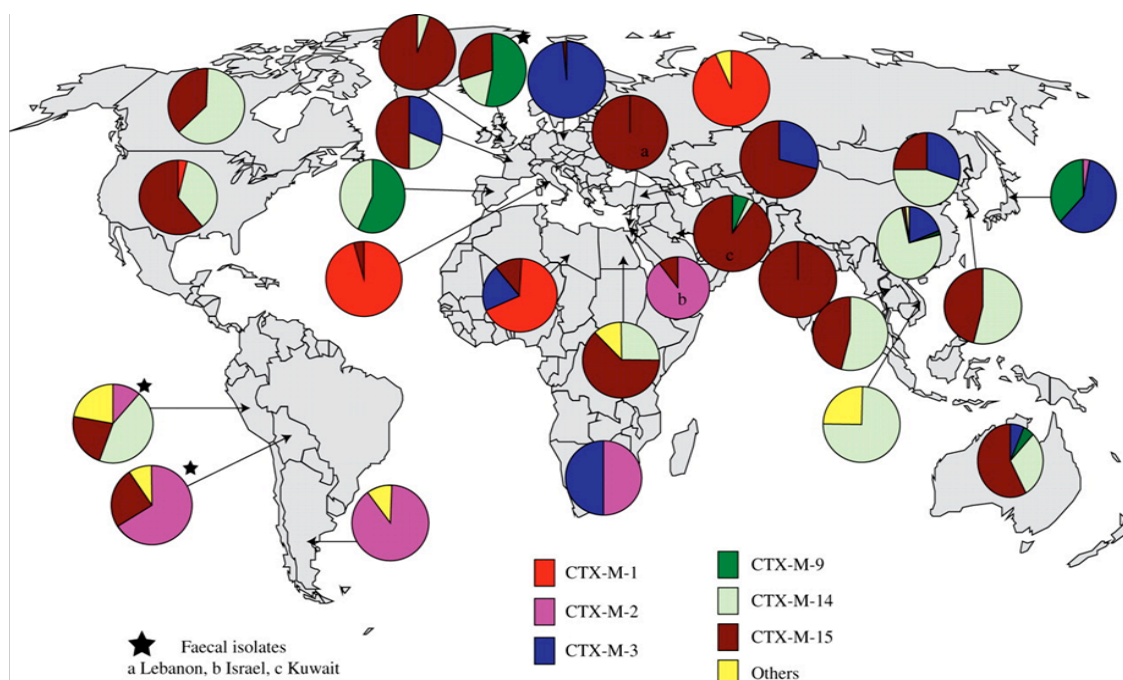 a
c
b
CTX-M-1
CTX-M-2
CTX-M-3
CTX-M-9
CTX-M-14
CTX-M-15
Others
Faecal isolates
a Lebanon, b Israel, c Kuwait